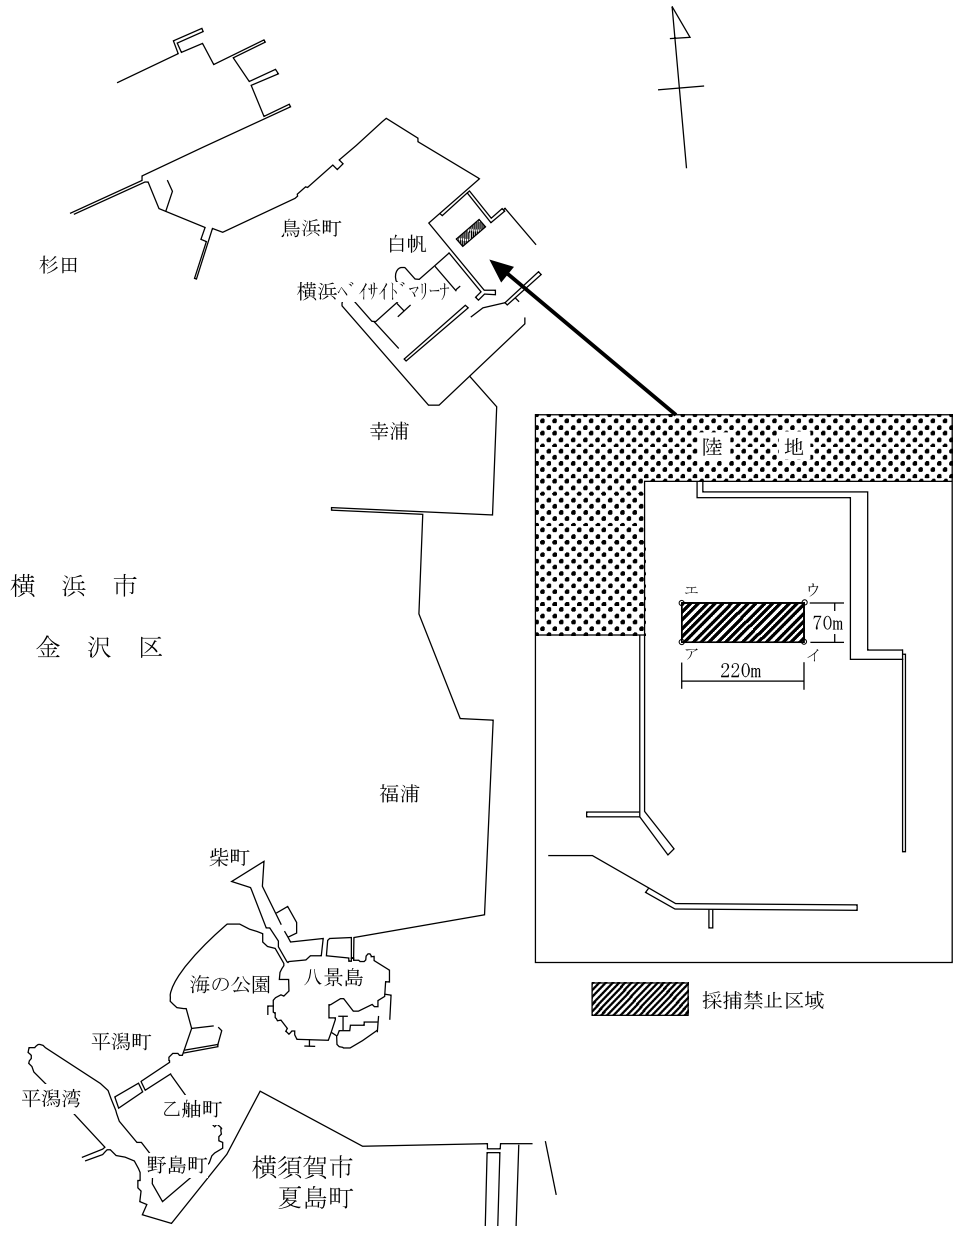 鳥浜町
白帆
杉田
横浜ﾍﾞｲｻｲﾄﾞﾏﾘｰﾅ
幸浦
陸 地
横 浜 市
エ ウ
70m
金 沢 区
ア イ
220m
福浦
柴町
海の公園
八景島
採捕禁止区域
平潟町
平潟湾
乙舳町
野島町
横須賀市
夏島町